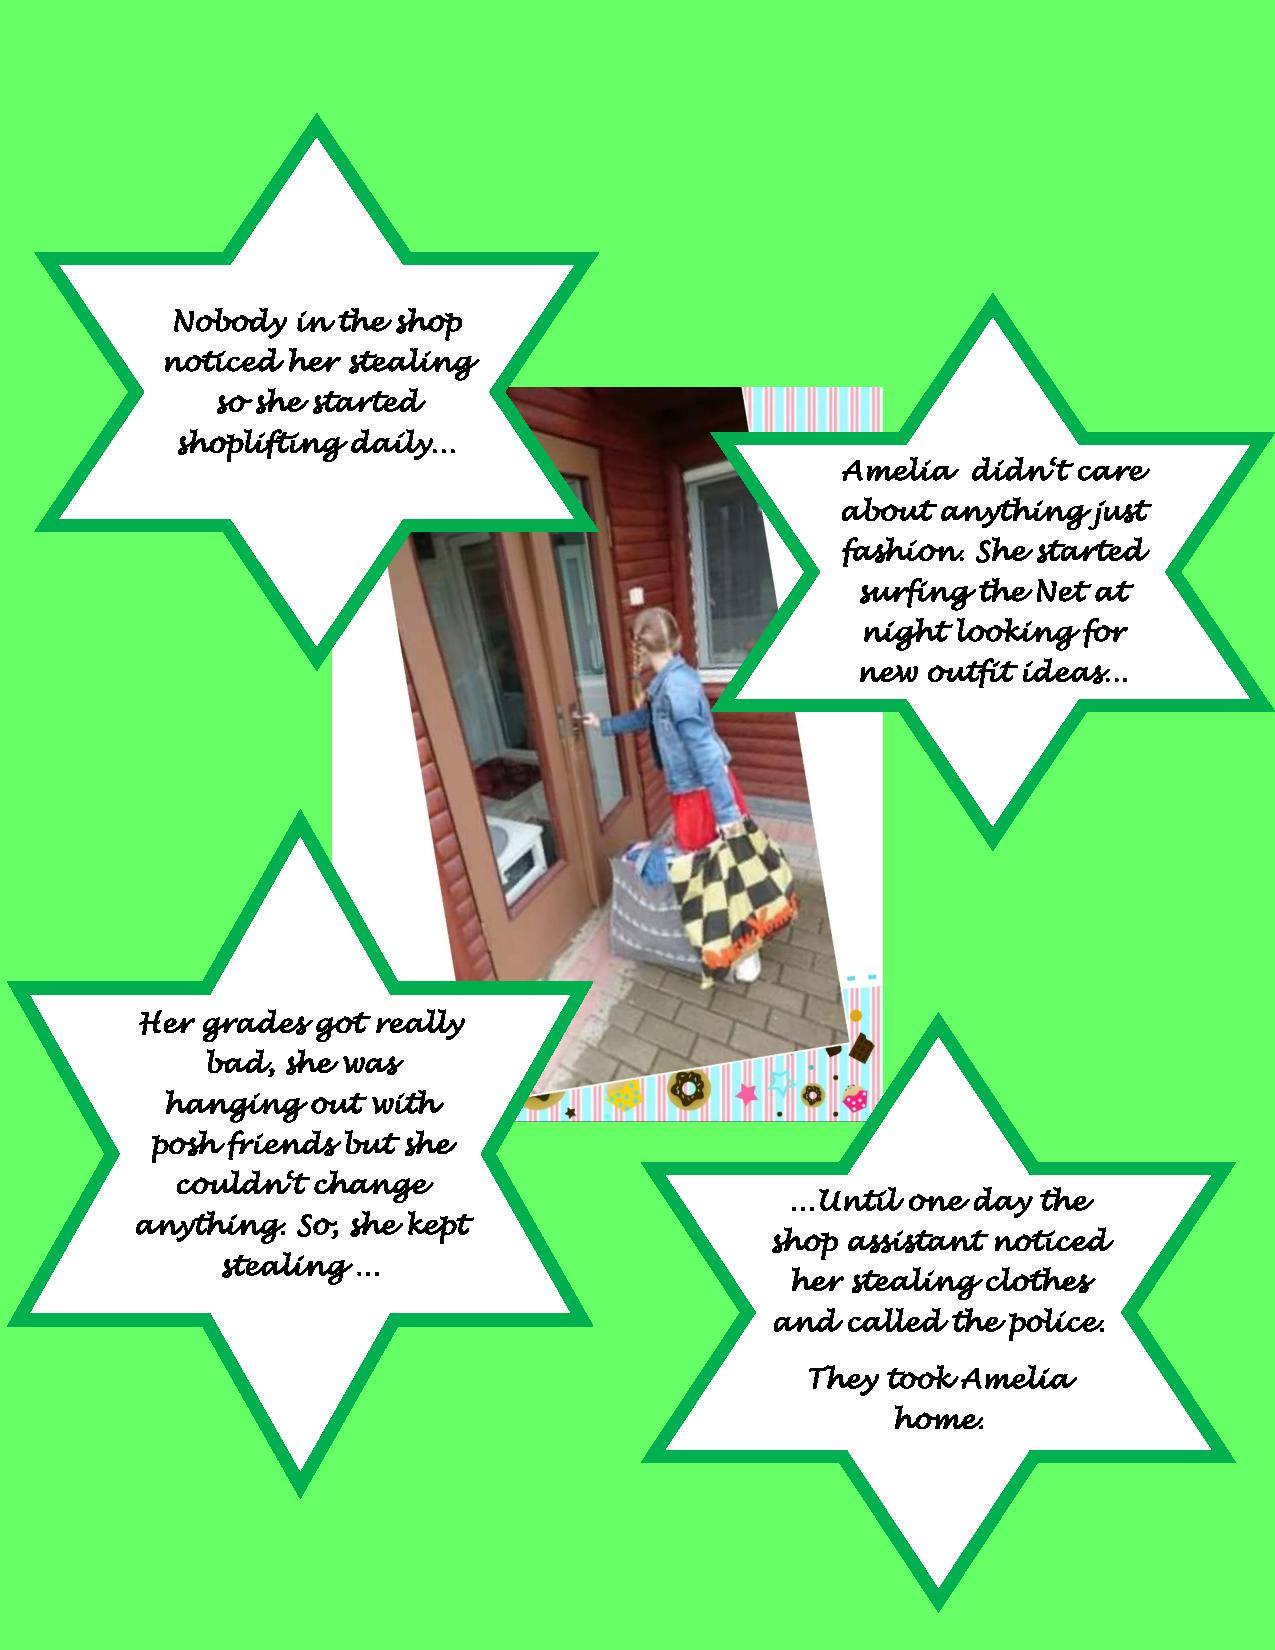 Nobody in the shop
noticed her stealing
so she started
shoplifting daily...
Amelia  didn't care
about anything just
fashion. She started
surfing the Net at
night looking for
new outfit ideas...
Her grades got really
bad, she was
hanging out with
posh friends but she
couldn't change
anything. So, she kept
stealing ...
...Until one day the
shop assistant noticed
her stealing clothes
and called the police.
They took Amelia
home.